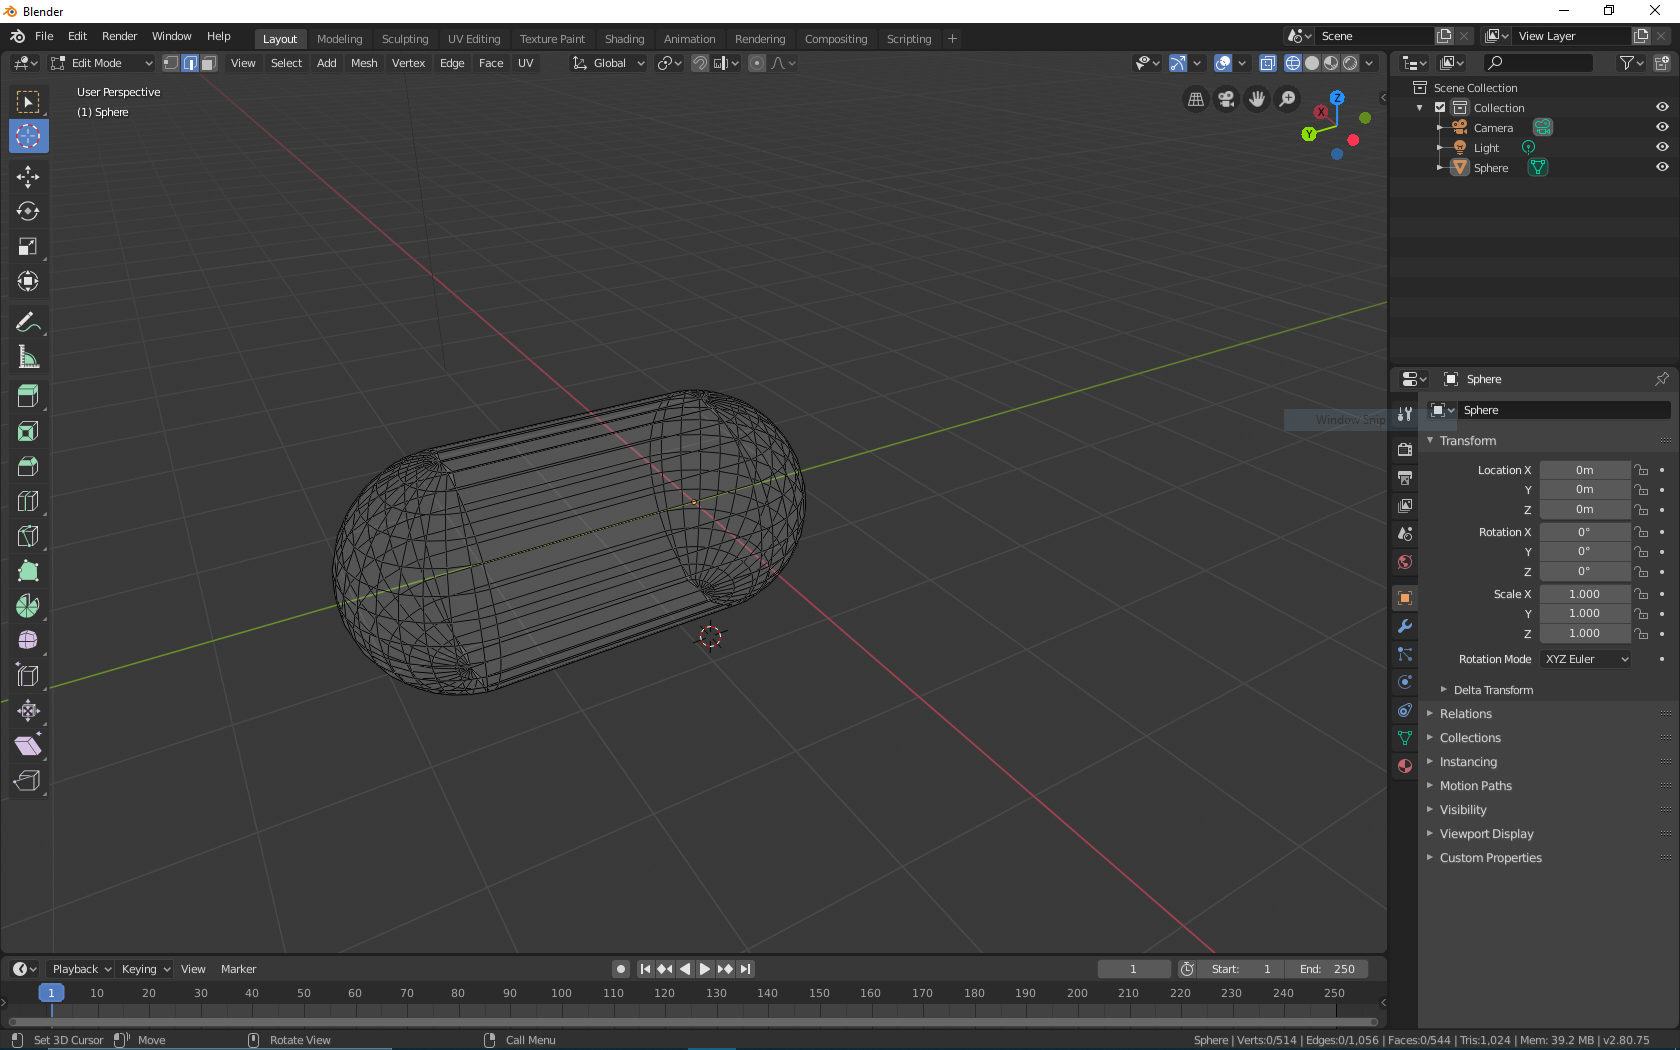 Blender
File Edit Render Window Help Layout Modeling Sculpting UV Editing Texture Paint Shading Animation Rendering Compositing Scripting + Scene View Layer
Edit Mode View Select Add Mesh Vertex Edge Face UV Global
User Perspective
(1) Sphere
Z
X
Y
Scene Collection
Collection
Camera
Light
Sphere
Sphere
Sphere
Window Snip
Transform
Location X 0m
Y 0m
Z 0m
Rotation X 0°
Y 0°
Z 0°
Scale X 1.000
Y 1.000
Z 1.000
Rotation Mode XYZ Euler
Delta Transform
Relations
Collections
Instancing
Motion Paths
Visibility
Viewport Display
Custom Properties
Playback Keying View Marker 1 Start: 1 End: 250
1 10 20 30 40 50 60 70 80 90 100 110 120 130 140 150 160 170 180 190 200 210 220 230 240 250
Set 3D Cursor Move Rotate View Call Menu Sphere | Verts:0/514 | Edges:0/1,056 | Faces:0/544 | Tris:1,024 | Mem: 39.2 MB | v2.80.75